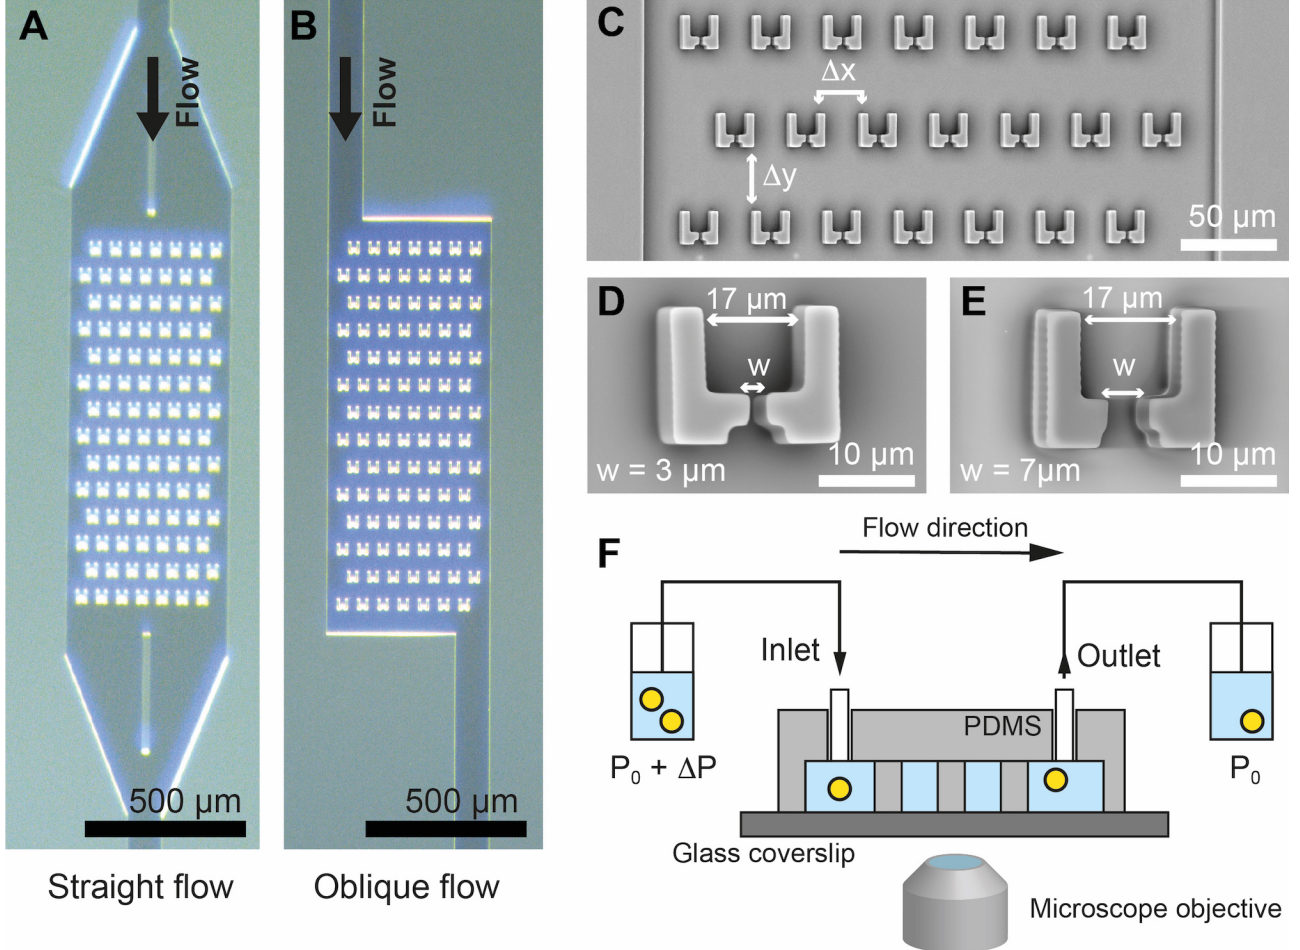 A
Flow
500 µm
Straight flow
B
Flow
500 µm
Oblique flow
C
Δx
Δy
50 µm
D
17 µm
w
w = 3 µm
10 µm
E
17 µm
w
w = 7µm
10 µm
F
Flow direction
Inlet
Outlet
PDMS
P₀ + ΔP
P₀
Glass coverslip
Microscope objective